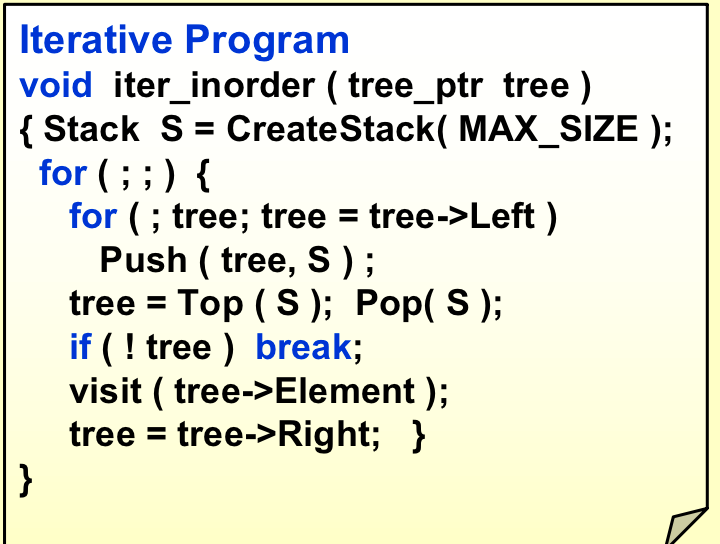 Iterative Program
void iter_inorder ( tree_ptr tree )
{ Stack S = CreateStack( MAX_SIZE );
for ( ; ; ) {
for ( ; tree; tree = tree->Left )
Push ( tree, S ) ;
tree = Top ( S ); Pop( S );
if ( ! tree ) break;
visit ( tree->Element );
tree = tree->Right; }
}